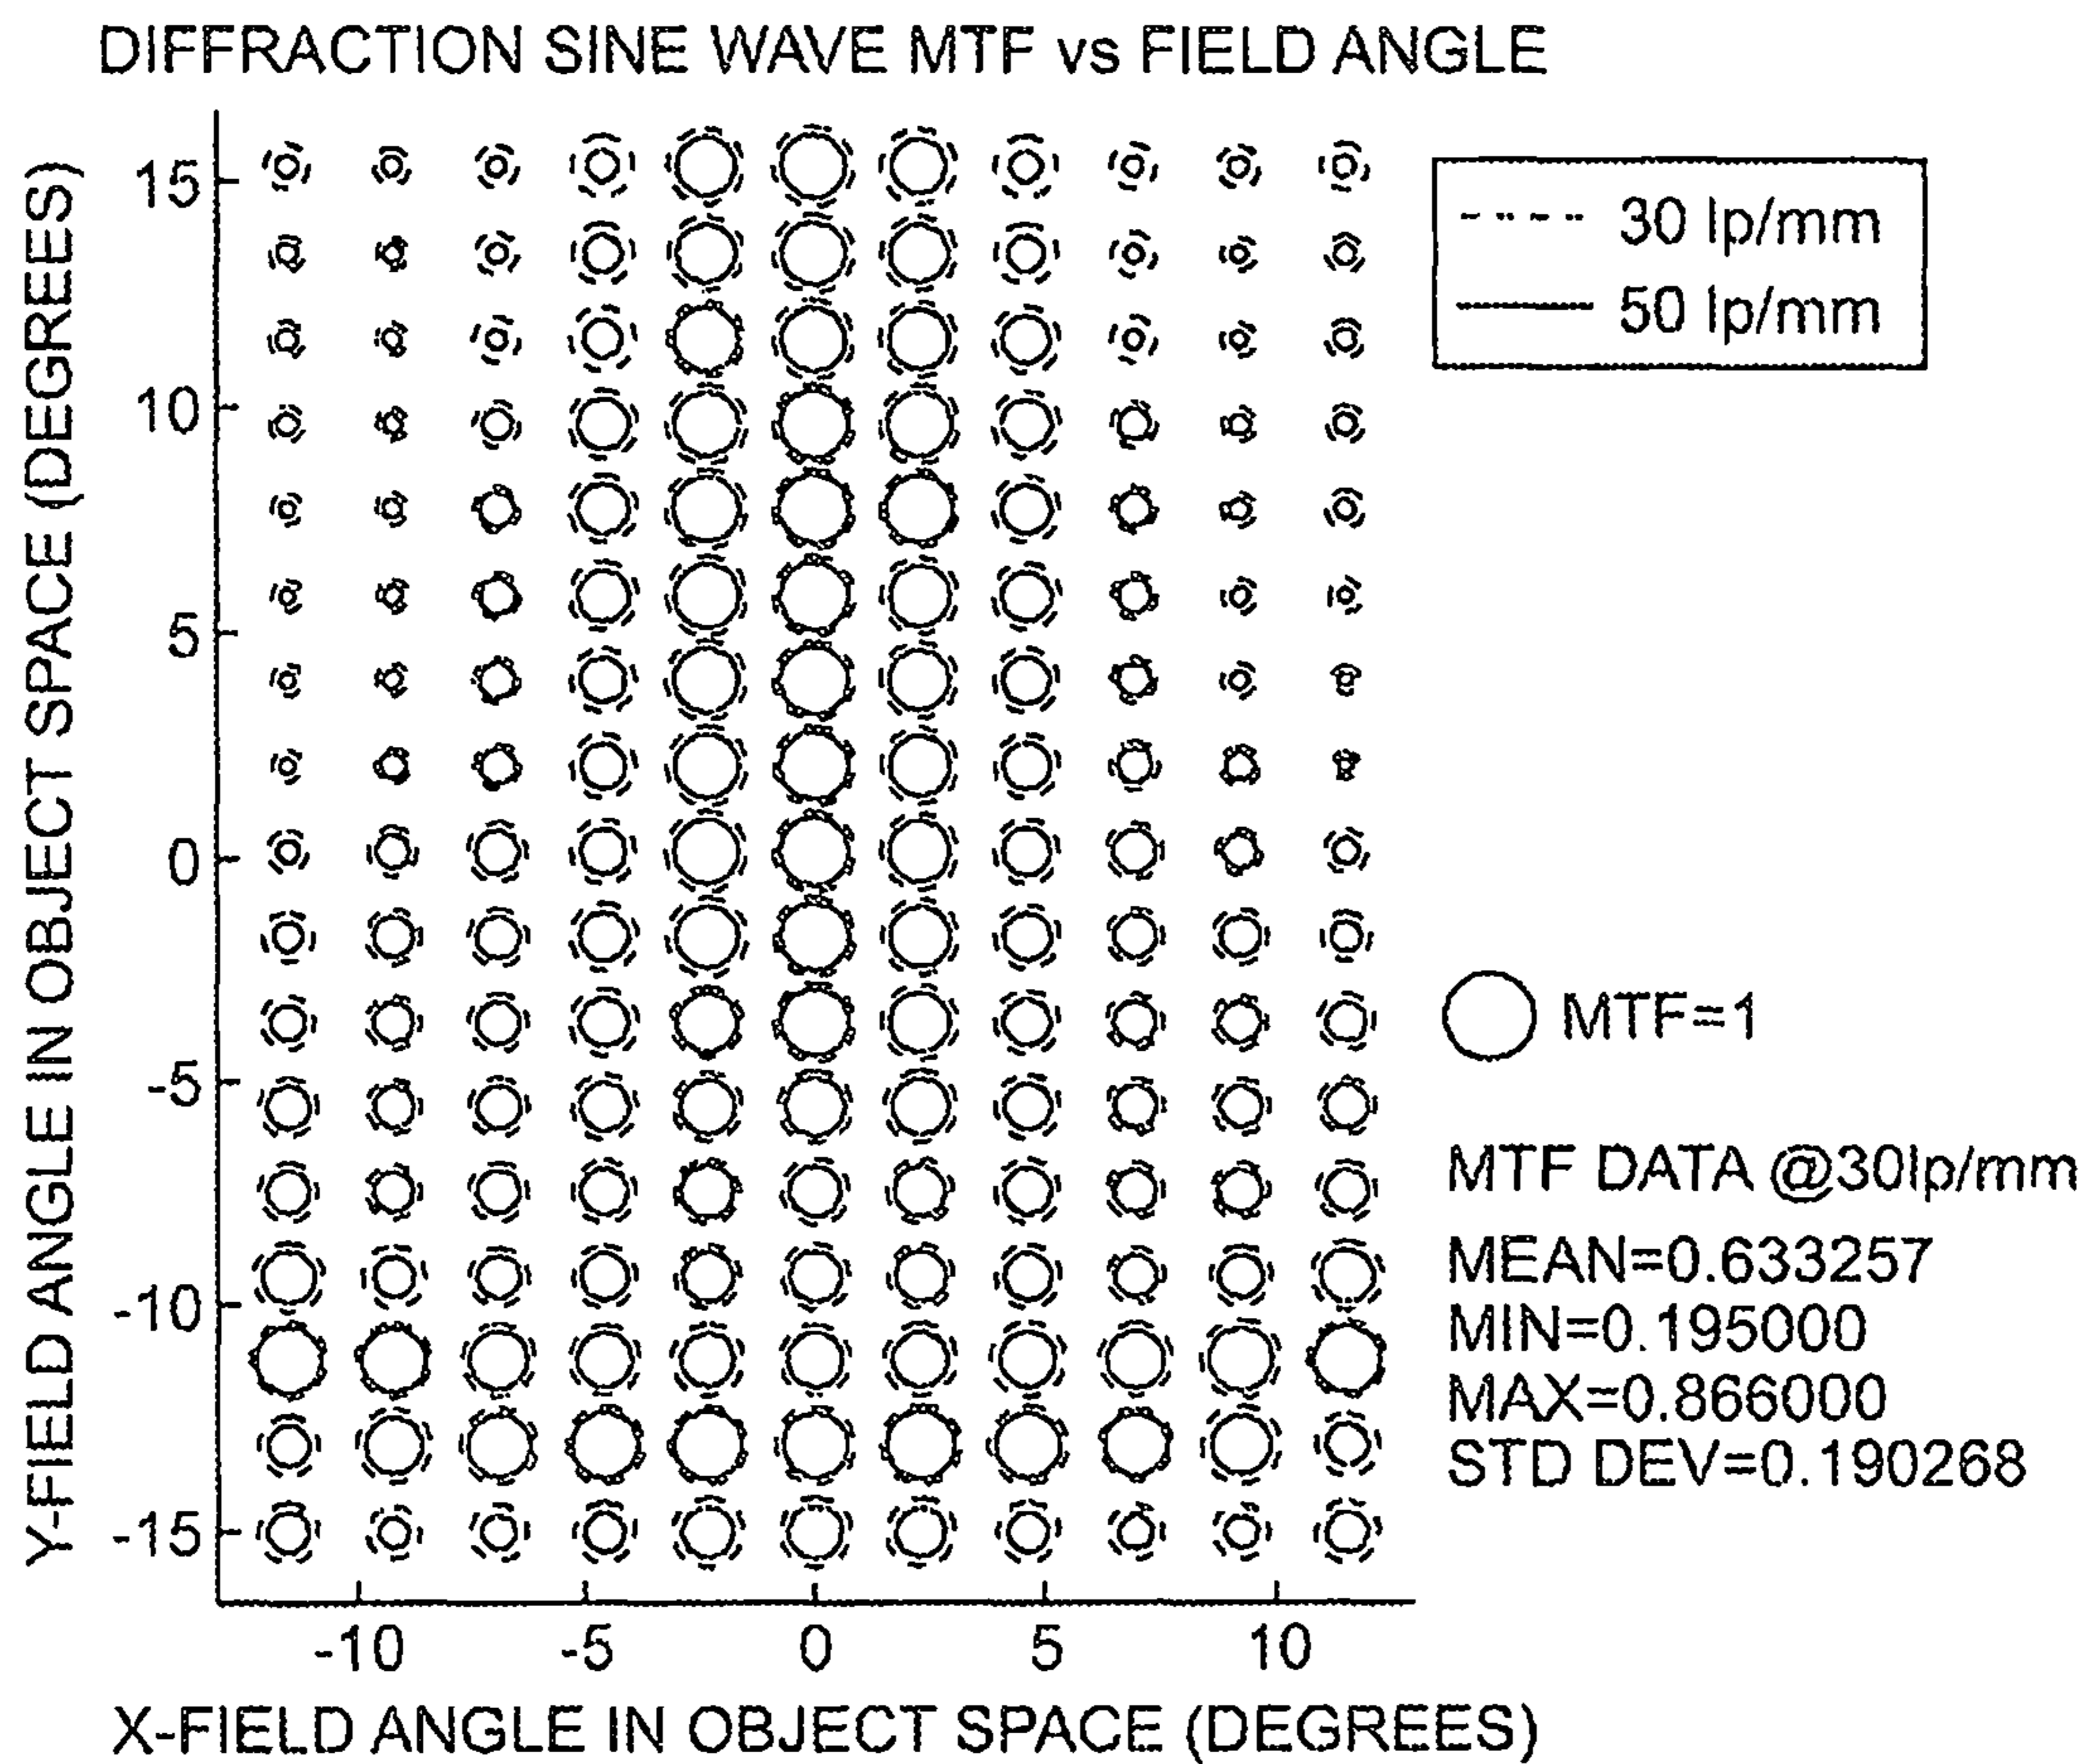 DIFFRACTION SINE WAVE MTF vs FIELD ANGLE
Y-FIELD ANGLE IN OBJECT SPACE (DEGREES)
15
10
5
0
-5
-10
-15
30 lp/mm
50 lp/mm
MTF=1
MTF DATA @30lp/mm
MEAN=0.633257
MIN=0.195000
MAX=0.866000
STD DEV=0.190268
-10
-5
0
5
10
X-FIELD ANGLE IN OBJECT SPACE (DEGREES)